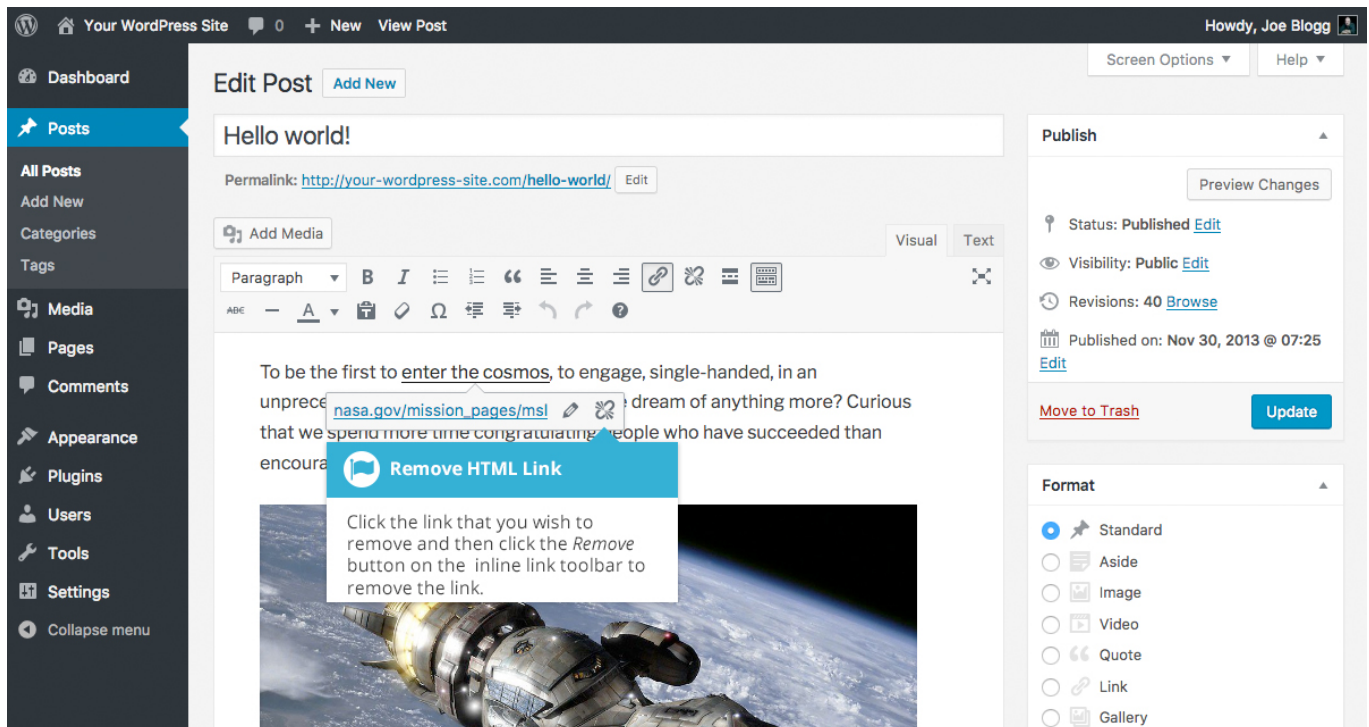 Your WordPress Site 0 + New View Post Howdy, Joe Blogg
Dashboard
Posts
All Posts
Add New
Categories
Tags
Media
Pages
Comments
Appearance
Plugins
Users
Tools
Settings
Collapse menu
Screen Options Help
Edit Post Add New
Hello world!
Permalink: http://your-wordpress-site.com/hello-world/ Edit
Add Media
Visual Text
Paragraph B I
ABE A Ω ?
To be the first to enter the cosmos, to engage, single-handed, in an
dream of anything more? Curious
nasa.gov/mission_pages/msl
that we spend more time congratulating people who have succeeded than
Remove HTML Link
Click the link that you wish to
remove and then click the Remove
button on the inline link toolbar to
remove the link.
Publish
Preview Changes
Status: Published Edit
Visibility: Public Edit
Revisions: 40 Browse
Published on: Nov 30, 2013 @ 07:25
Edit
Move to Trash Update
Format
Standard
Aside
Image
Video
Quote
Link
Gallery